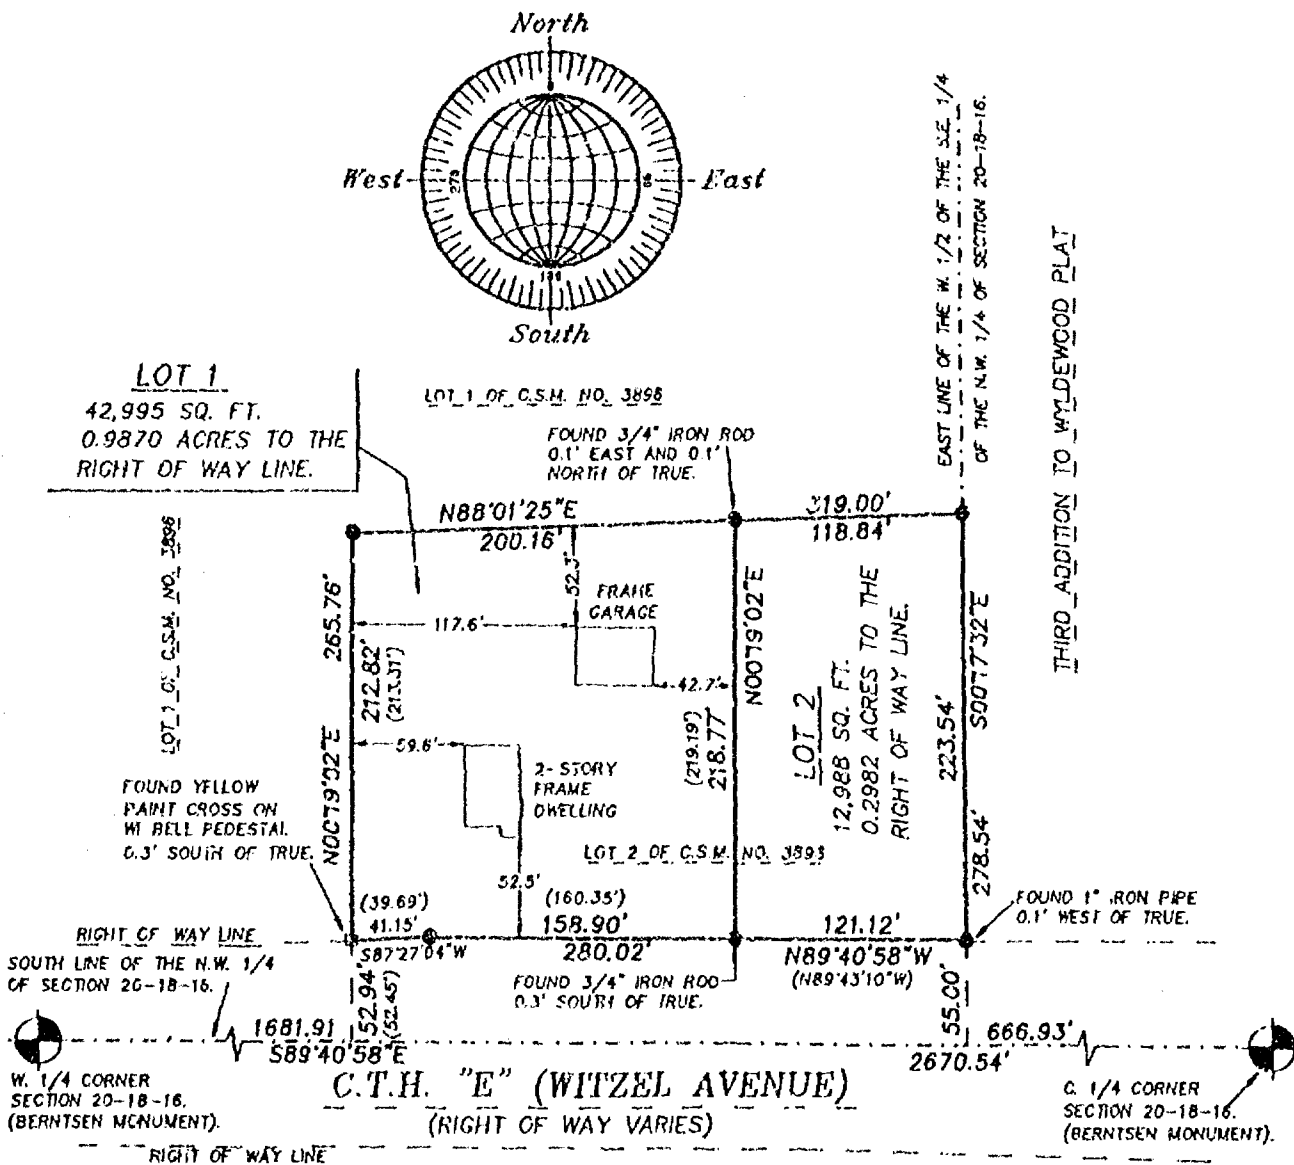 North
West
East
South
270
180
EAST LINE OF THE W. 1/2 OF THE S.E. 1/4
OF THE N.W. 1/4 OF SECTION 20-18-16.
THIRD ADDITION TO WYLDEWOOD PLAT
LOT 1
42,995 SQ. FT.
0.9870 ACRES TO THE
RIGHT OF WAY LINE.
LOT 1 OF C.S.M. NO. 3898
FOUND 3/4" IRON ROD
0.1' EAST AND 0.1'
NORTH OF TRUE.
N88°01'25"E
200.16'
319.00'
118.84'
LOT 1 OF C.S.M. NO. 3898
265.76'
212.82'
(213.31')
N00°19'02"E
52.3'
FRAME
GARAGE
117.6'
42.7'
N00°19'02"E
(219.19')
218.77'
LOT 2
12,988 SQ. FT.
0.2982 ACRES TO THE
RIGHT OF WAY LINE.
S00°17'32"E
223.54'
278.54'
59.6'
2-STORY
FRAME
DWELLING
52.5'
FOUND YELLOW
PAINT CROSS ON
WI BELL PEDESTAL
0.3' SOUTH OF TRUE.
LOT 2 OF C.S.M. NO. 3898
(39.69')
41.15'
S87°27'04"W
(160.35')
158.90'
280.02'
121.12'
N89°40'58"W
(N89°43'10"W)
FOUND 1" IRON PIPE
0.1' WEST OF TRUE.
FOUND 3/4" IRON ROD
0.3' SOUTH OF TRUE.
RIGHT OF WAY LINE
SOUTH LINE OF THE N.W. 1/4
OF SECTION 20-18-16.
52.94'
(52.45')
55.00'
1681.91
S89°40'58"E
666.93'
2670.54'
W. 1/4 CORNER
SECTION 20-18-16.
(BERNTSEN MONUMENT).
C.T.H. "E" (WITZEL AVENUE)
(RIGHT OF WAY VARIES)
C. 1/4 CORNER
SECTION 20-18-16.
(BERNTSEN MONUMENT).
RIGHT OF WAY LINE